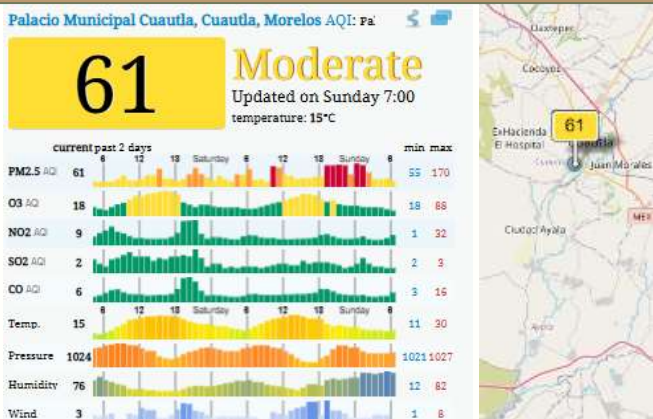 Palacio Municipal Cuautla, Cuautla, Morelos AQI: Pa
61
Moderate
Updated on Sunday 7:00
temperature: 15°C
current past 2 days min max
6 12 18 Saturday 6 12 18 Sunday 6
PM2.5 AQI 61 55 170
O3 AQI 18 18 88
NO2 AQI 9 1 32
SO2 AQI 2 2 3
CO AQI 6 3 16
6 12 18 Saturday 6 12 18 Sunday 6
Temp. 15 11 30
Pressure 1024 1021 1027
Humidity 76 12 82
Wind 3 1 8
Oaxtepec
Cocoyoc
61
ExHacienda
El Hospital
Cuautla
Juan Morales
MEX
Ciudad Ayala